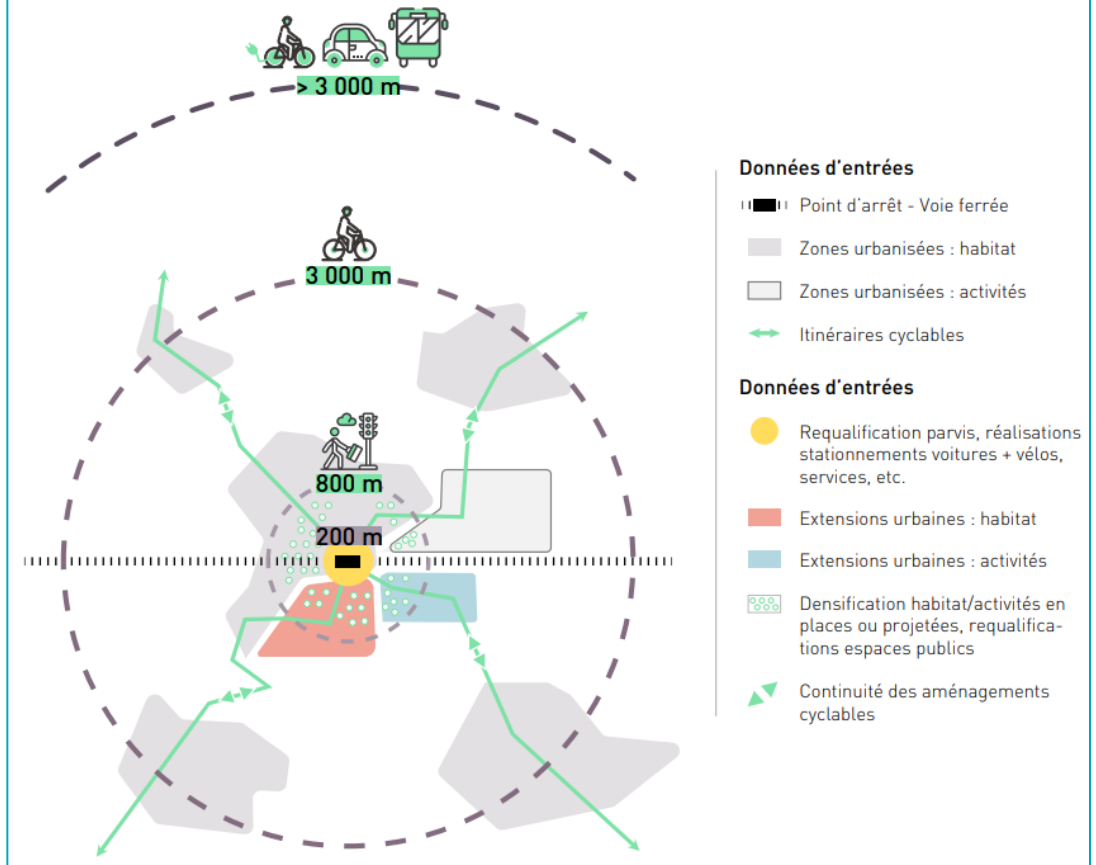 > 3 000 m
3 000 m
800 m
200 m
Données d'entrées
Point d'arrêt - Voie ferrée
Zones urbanisées : habitat
Zones urbanisées : activités
Itinéraires cyclables
Données d'entrées
Requalification parvis, réalisations
stationnements voitures + vélos,
services, etc.
Extensions urbaines : habitat
Extensions urbaines : activités
Densification habitat/activités en
places ou projetées, requalifica-
tions espaces publics
Continuité des aménagements
cyclables